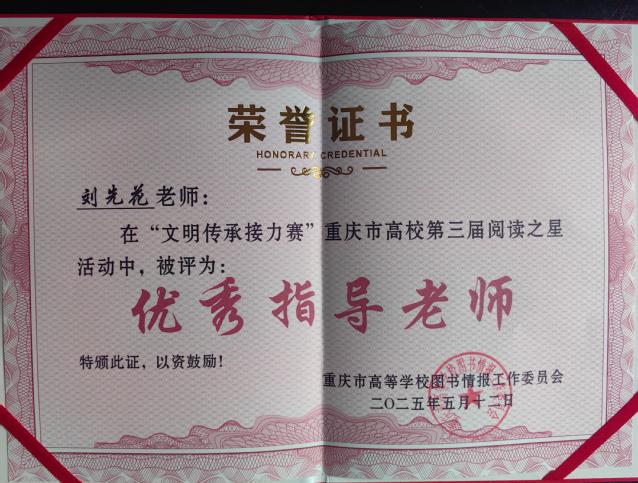 荣誉证书
HONORARY CREDENTIAL
刘先花老师：
在“文明传承接力赛”重庆市高校第三届阅读之星
活动中，被评为：
优秀指导老师
特颁此证，以资鼓励！
重庆市高等学校图书情报工作委员会
二〇二五年五月十二日